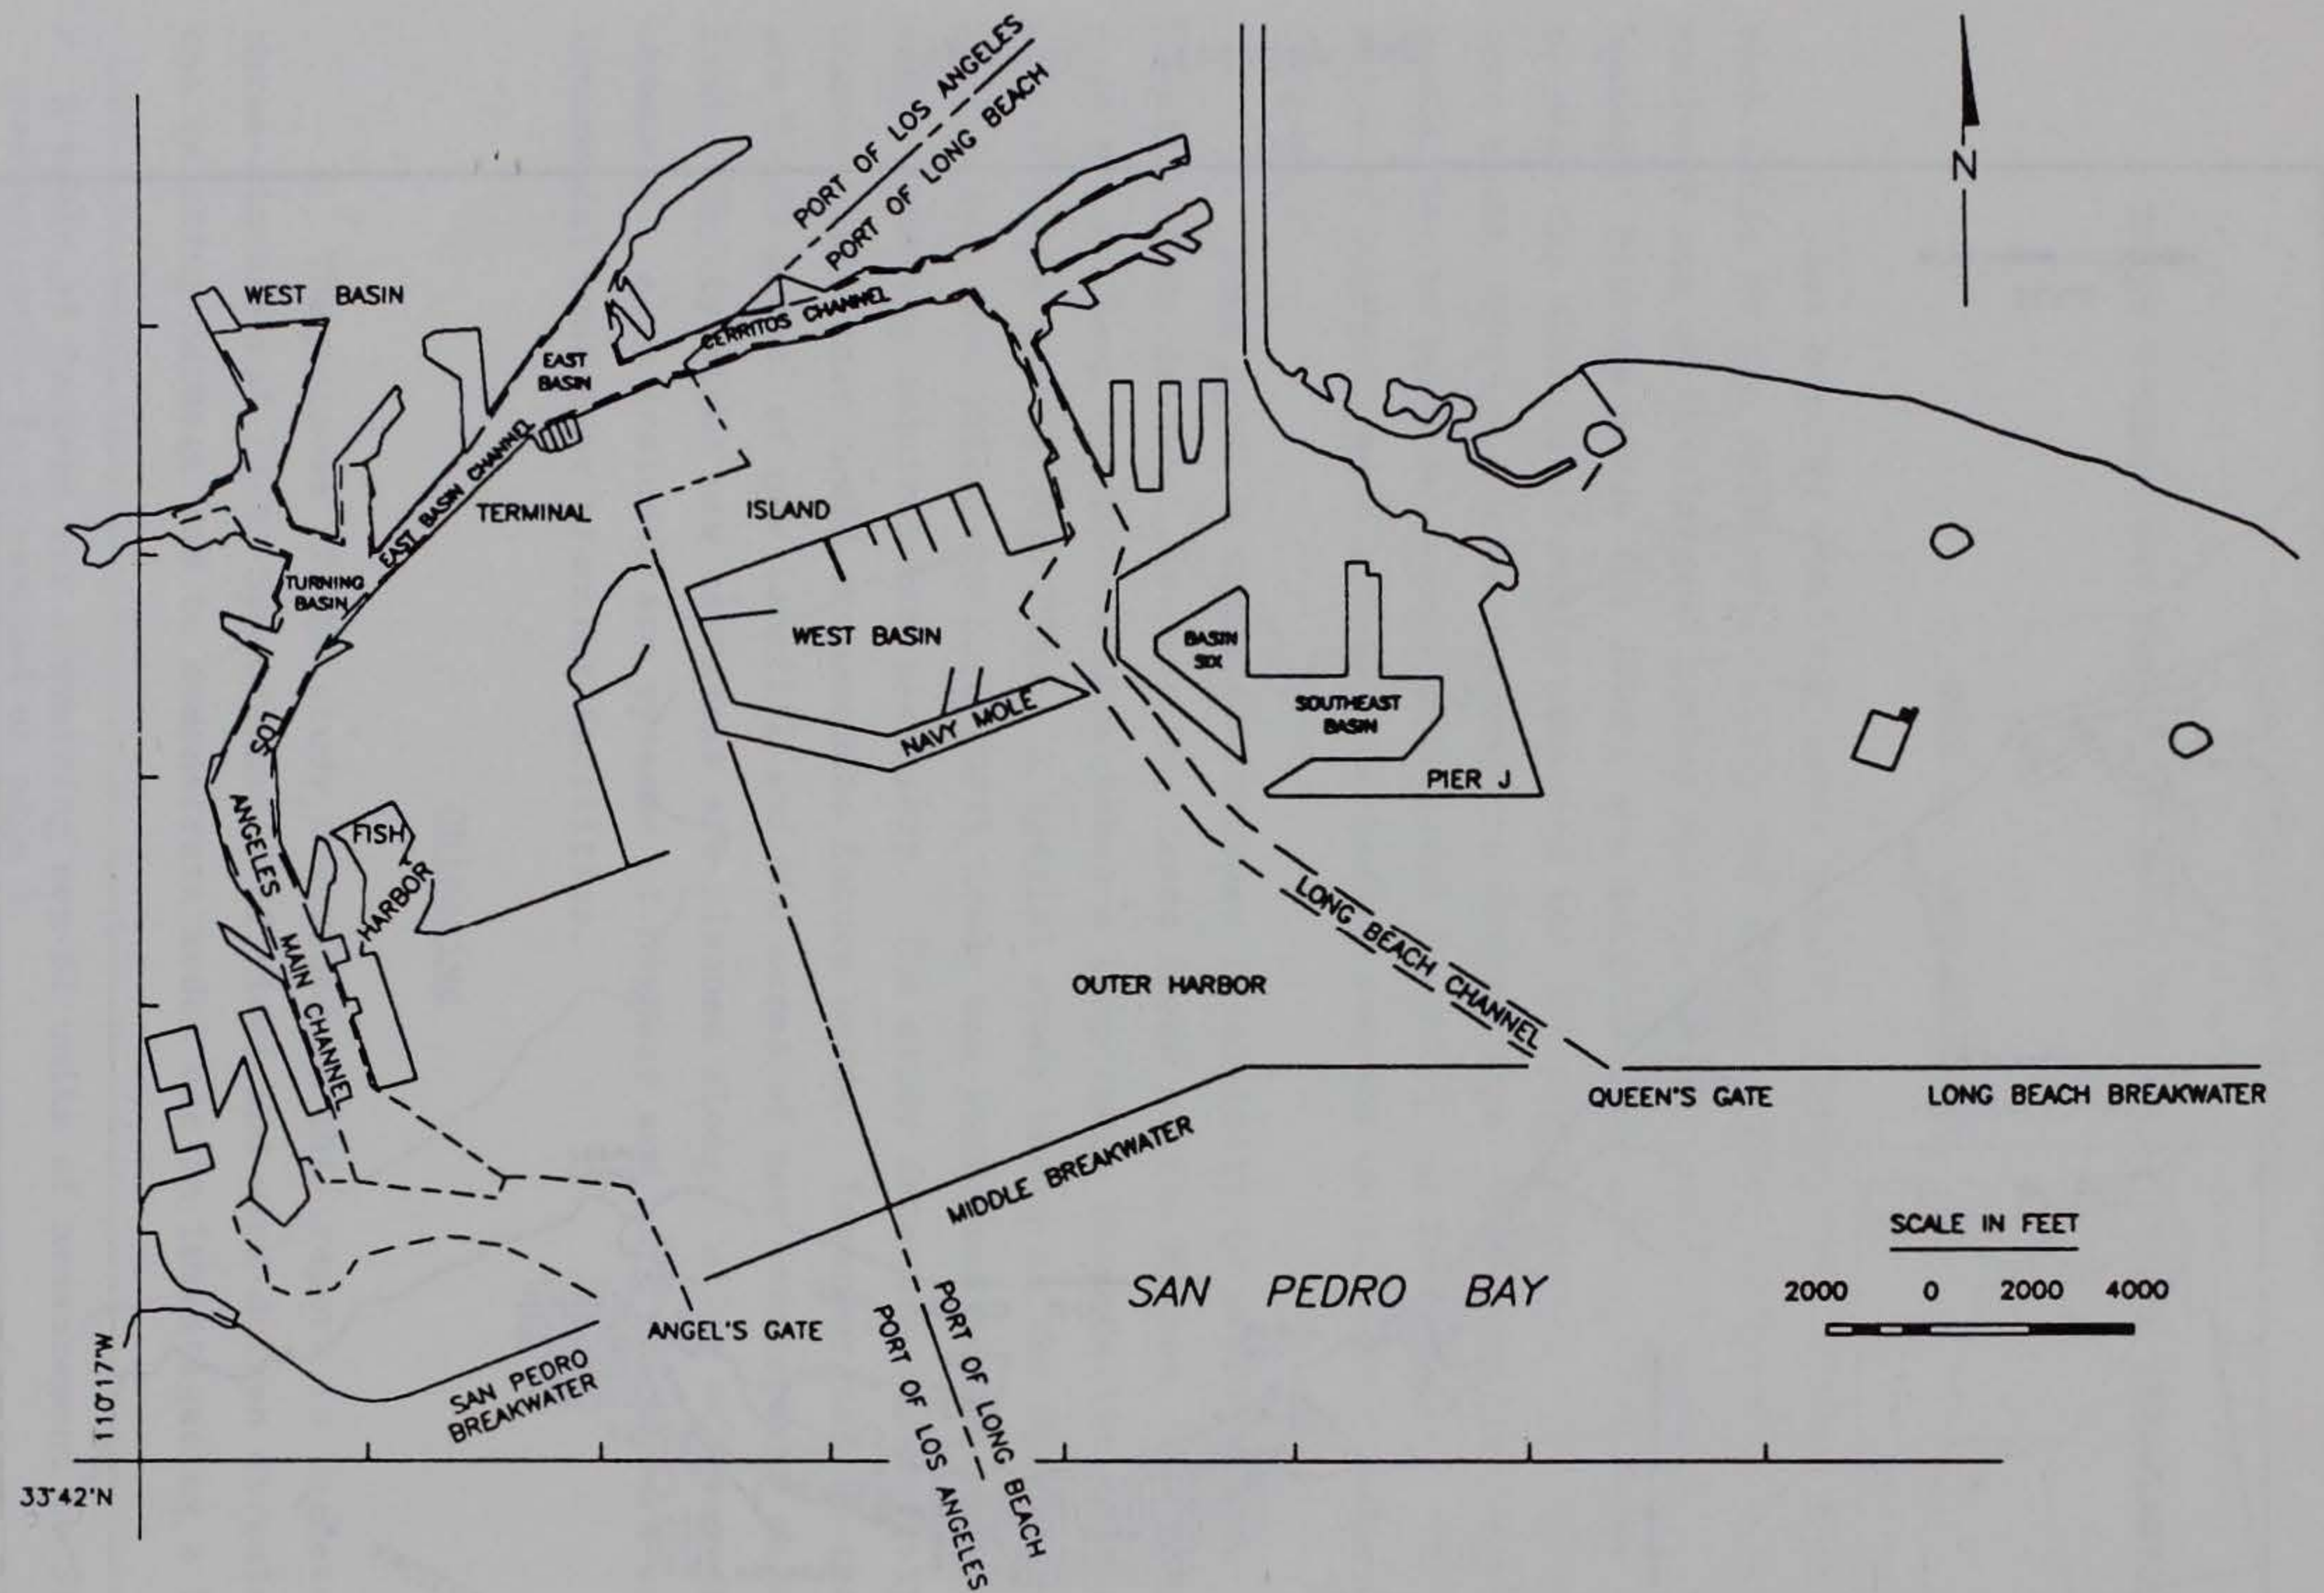 PORT OF LOS ANGELES
PORT OF LONG BEACH
N
WEST BASIN
CERRITOS CHANNEL
EAST
BASIN
EAST BASIN CHANNEL
TERMINAL ISLAND
TURNING
BASIN
WEST BASIN
BASIN
SIX
SOUTHEAST
BASIN
NAVY MOLE
PIER J
LOS
ANGELES
MAIN CHANNEL
FISH
HARBOR
LONG BEACH CHANNEL
OUTER HARBOR
QUEEN'S GATE
LONG BEACH BREAKWATER
MIDDLE BREAKWATER
SCALE IN FEET
2000 0 2000 4000
SAN PEDRO BAY
ANGEL'S GATE
SAN PEDRO
BREAKWATER
PORT OF LONG BEACH
PORT OF LOS ANGELES
110°17"W
33°42'N